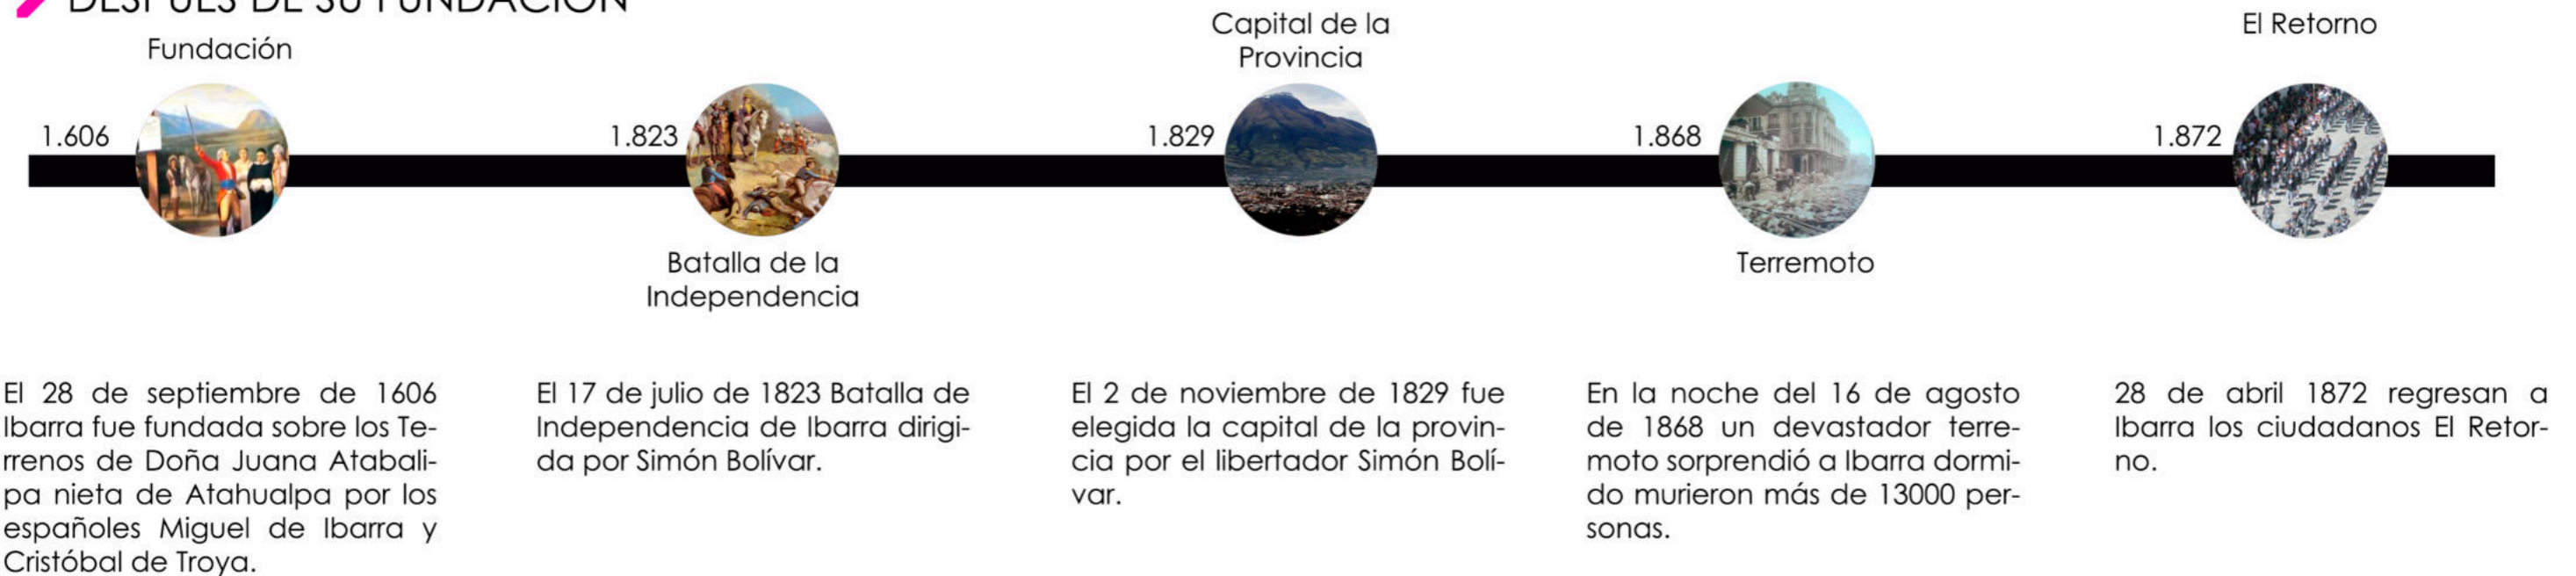 DESPUÉS DE SU FUNDACIÓN
Fundación
1.606
1.823
Batalla de la
Independencia
Capital de la
Provincia
1.829
1.868
Terremoto
El Retorno
1.872
El 28 de septiembre de 1606
Ibarra fue fundada sobre los Te-
rrenos de Doña Juana Atabali-
pa nieta de Atahualpa por los
españoles Miguel de Ibarra y
Cristóbal de Troya.
El 17 de julio de 1823 Batalla de
Independencia de Ibarra dirigi-
da por Simón Bolívar.
El 2 de noviembre de 1829 fue
elegida la capital de la provin-
cia por el libertador Simón Bolí-
var.
En la noche del 16 de agosto
de 1868 un devastador terre-
moto sorprendió a Ibarra dormi-
do murieron más de 13000 per-
sonas.
28 de abril 1872 regresan a
Ibarra los ciudadanos El Retor-
no.